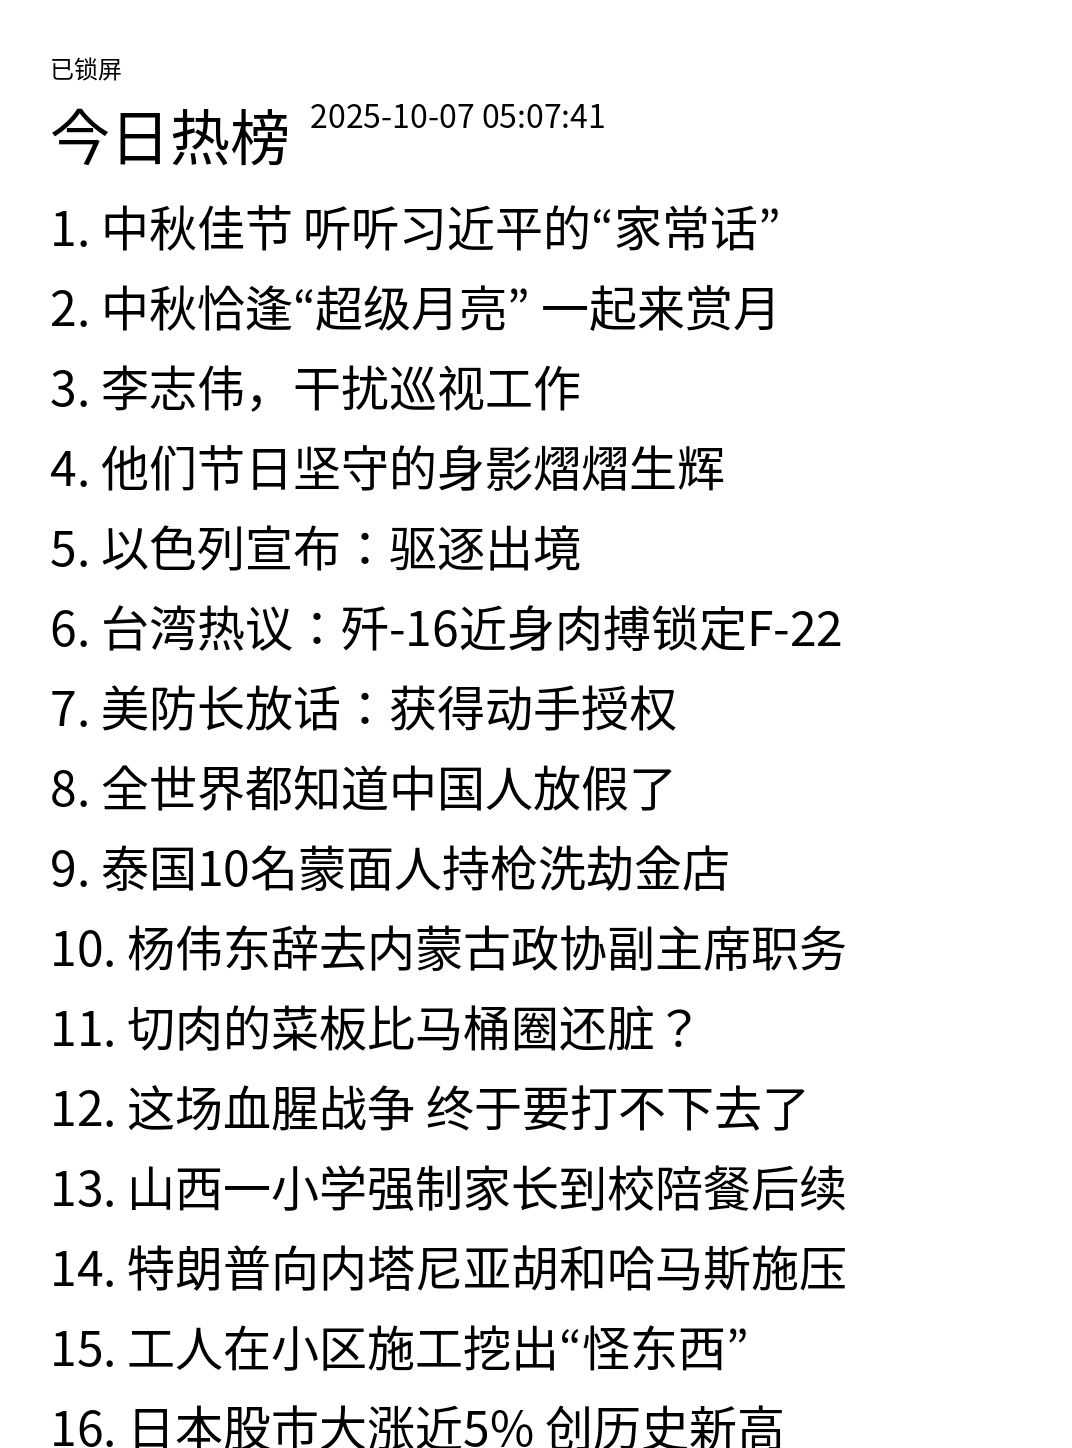 已锁屏
今日热榜 2025-10-07 05:07:41
1. 中秋佳节 听听习近平的“家常话”
2. 中秋恰逢“超级月亮” 一起来赏月
3. 李志伟，干扰巡视工作
4. 他们节日坚守的身影熠熠生辉
5. 以色列宣布：驱逐出境
6. 台湾热议：歼-16近身肉搏锁定F-22
7. 美防长放话：获得动手授权
8. 全世界都知道中国人放假了
9. 泰国10名蒙面人持枪洗劫金店
10. 杨伟东辞去内蒙古政协副主席职务
11. 切肉的菜板比马桶圈还脏？
12. 这场血腥战争 终于要打不下去了
13. 山西一小学强制家长到校陪餐后续
14. 特朗普向内塔尼亚胡和哈马斯施压
15. 工人在小区施工挖出“怪东西”
16. 日本股市大涨近5% 创历史新高